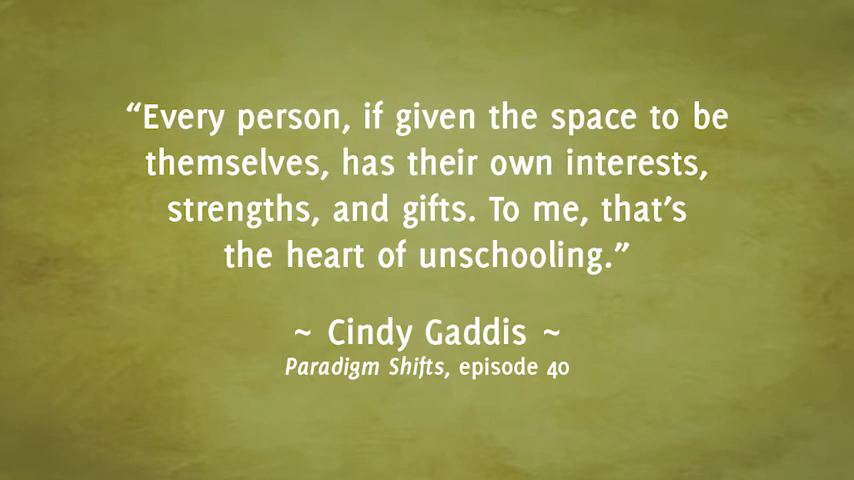 “Every person, if given the space to be
themselves, has their own interests,
strengths, and gifts. To me, that’s
the heart of unschooling.”
~ Cindy Gaddis ~
Paradigm Shifts, episode 40